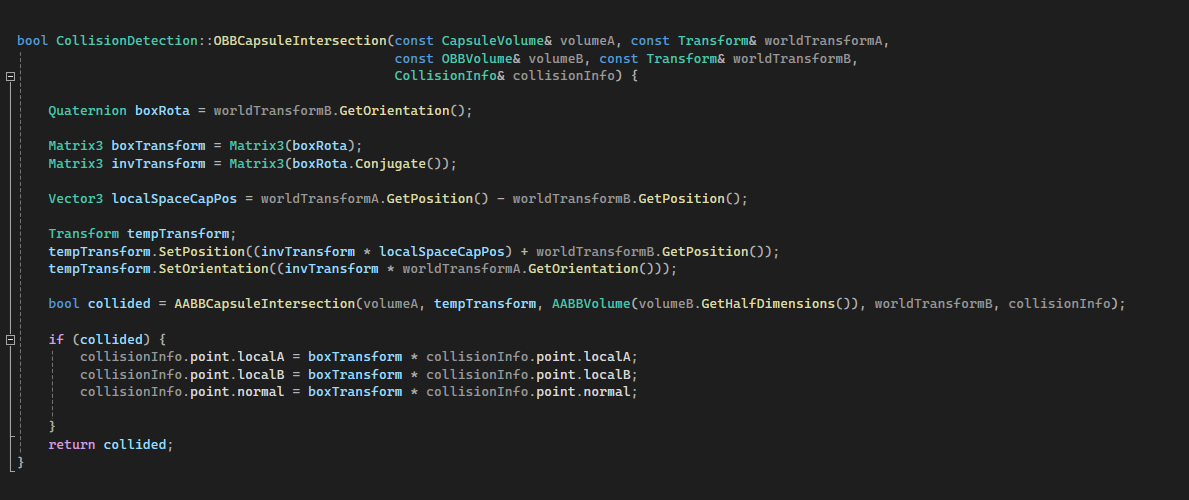 bool CollisionDetection::OBBCapsuleIntersection(const CapsuleVolume& volumeA, const Transform& worldTransformA,
const OBBVolume& volumeB, const Transform& worldTransformB,
CollisionInfo& collisionInfo) {
Quaternion boxRota = worldTransformB.GetOrientation();
Matrix3 boxTransform = Matrix3(boxRota);
Matrix3 invTransform = Matrix3(boxRota.Conjugate());
Vector3 localSpaceCapPos = worldTransformA.GetPosition() - worldTransformB.GetPosition();
Transform tempTransform;
tempTransform.SetPosition((invTransform * localSpaceCapPos) + worldTransformB.GetPosition());
tempTransform.SetOrientation((invTransform * worldTransformA.GetOrientation()));
bool collided = AABBCapsuleIntersection(volumeA, tempTransform, AABBVolume(volumeB.GetHalfDimensions()), worldTransformB, collisionInfo);
if (collided) {
collisionInfo.point.localA = boxTransform * collisionInfo.point.localA;
collisionInfo.point.localB = boxTransform * collisionInfo.point.localB;
collisionInfo.point.normal = boxTransform * collisionInfo.point.normal;
}
return collided;
}